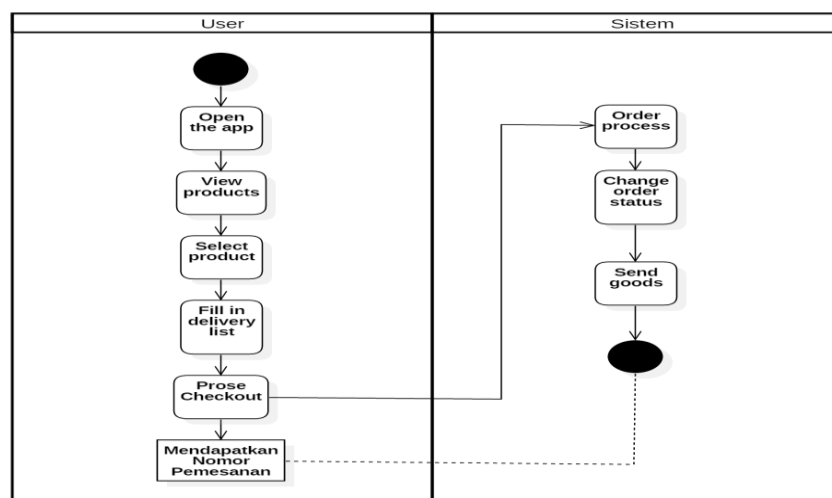 User
Sistem
Open
the app
View
products
Select
product
Fill in
delivery
list
Prose
Checkout
Mendapatkan
Nomor
Pemesanan
Order
process
Change
order
status
Send
goods